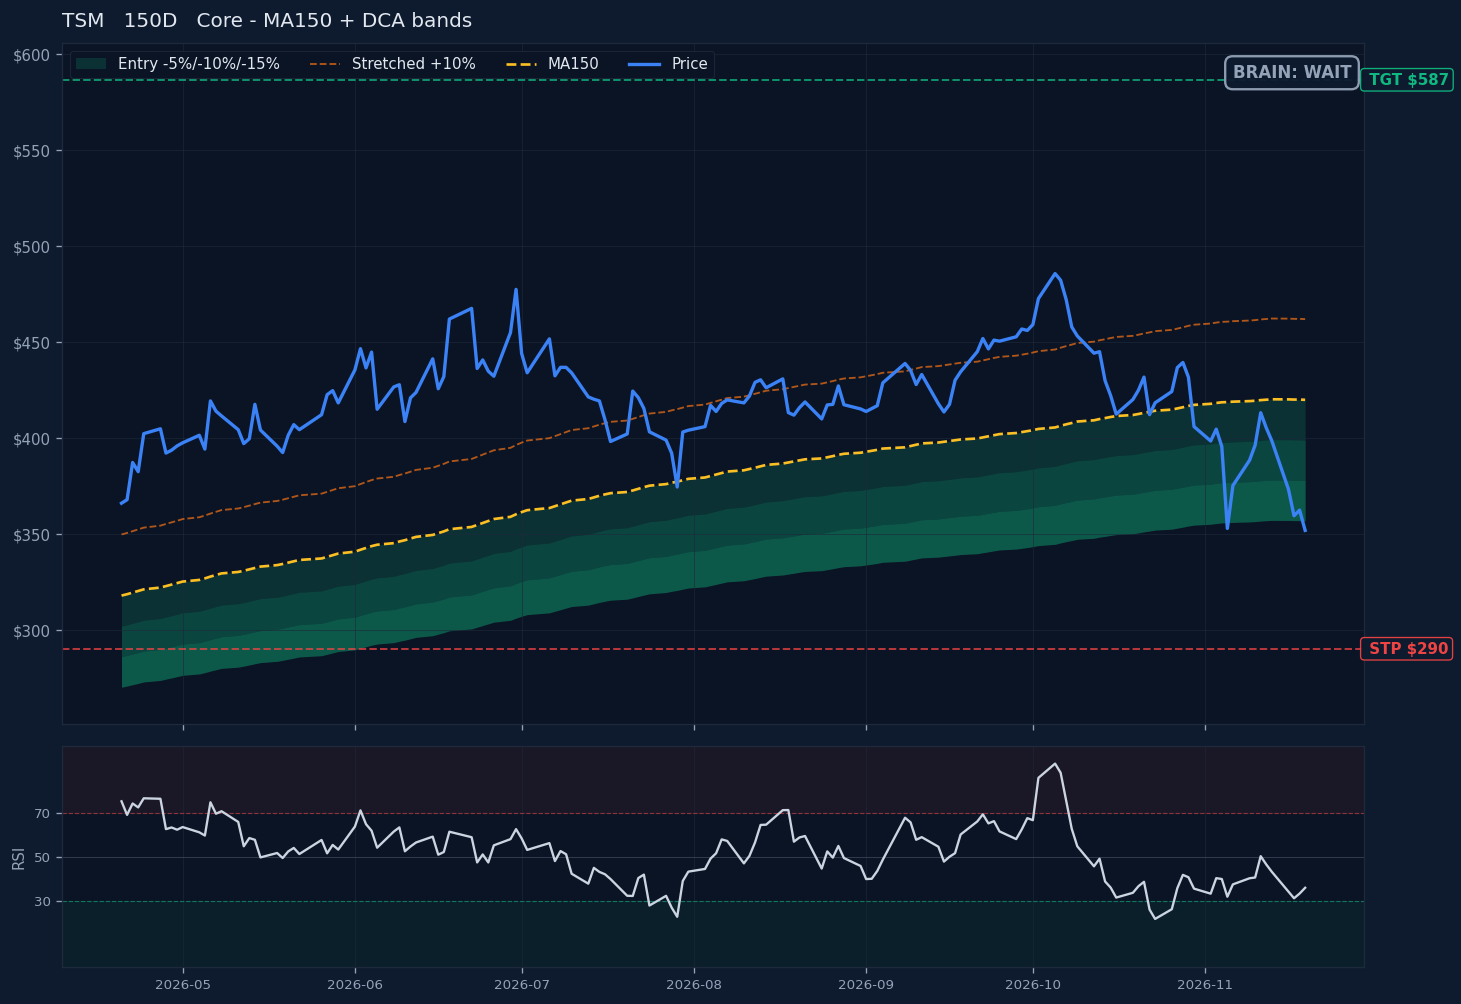 TSM   150D   Core - MA150 + DCA bands
Entry -5%/-10%/-15%   Stretched +10%   MA150   Price
BRAIN: WAIT
TGT $587
$600
$550
$500
$450
$400
$350
$300
STP $290
RSI
70
50
30
2026-05 2026-06 2026-07 2026-08 2026-09 2026-10 2026-11